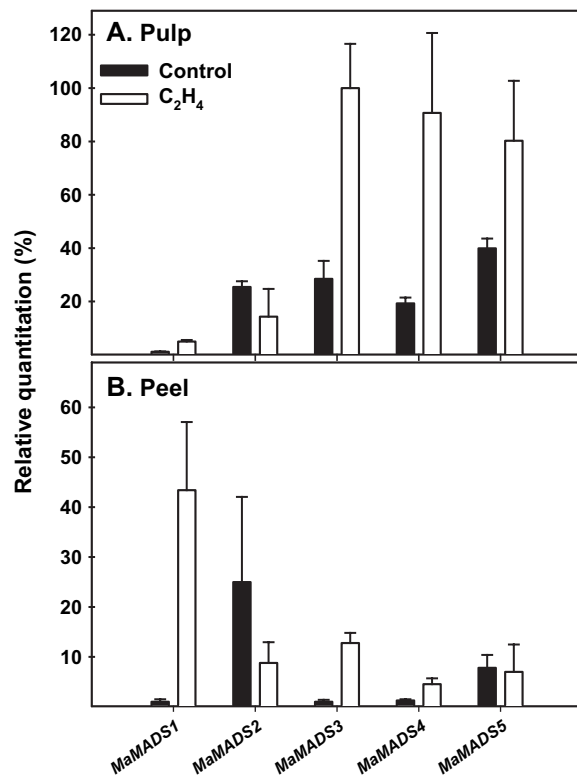 A. Pulp
Control
C₂H₄
120
100
80
60
40
20
Relative quantitation (%)
B. Peel
60
50
40
30
20
10
MaMADS1
MaMADS2
MaMADS3
MaMADS4
MaMADS5